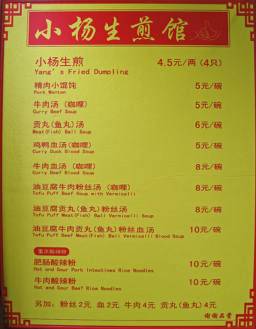 小杨生煎馆
小杨生煎 4.5元/两(4只)
Yang's Fried Dumpling
精肉小馄饨 5元/碗
Pork Wonton
牛肉汤(咖喱) 5元/碗
Curry Beef Soup
贡丸(鱼丸)汤 6元/碗
Meat(Fish) Ball Soup
鸡鸭血汤(咖喱) 5元/碗
Curry Duck Blood Soup
牛肉血汤(咖喱) 8元/碗
Curry Beef Blood Soup
油豆腐牛肉粉丝汤(咖喱) 8元/碗
Tofu Puff Beef Soup with Vermicelli
油豆腐贡丸(鱼丸)粉丝汤 8元/碗
Tofu Puff Meat(Fish) Ball Vermicelli Soup
油豆腐牛肉贡丸(鱼丸)粉丝血汤 10元/碗
Tofu Puff Beef Meat(Fish) Ball Vermicelli Blood Soup
重庆酸辣粉
肥肠酸辣粉 10元/碗
Hot and Sour Pork Intestines Rice Noodles
牛肉酸辣粉 10元/碗
Hot and Sour Beef Rice Noodles
另加:粉丝2元 血2元 牛肉4元 贡丸(鱼丸)4元